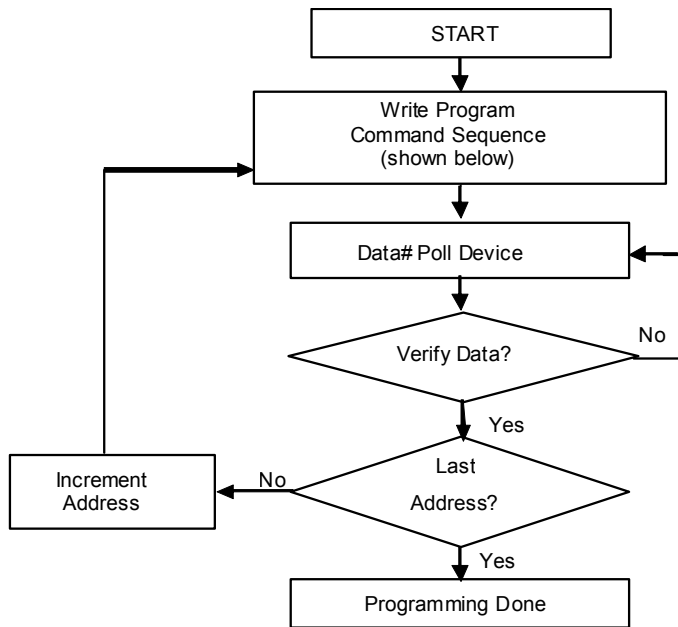 START
Write Program
Command Sequence
(shown below)
Data# Poll Device
Verify Data?
No
Yes
Last
Address?
No
Increment
Address
Yes
Programming Done